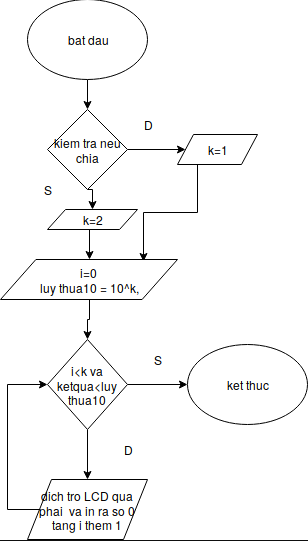 bat dau
kiem tra neu
chia
D
k=1
S
k=2
i=0
luy thua10 = 10^k,
i<k va
ketqua<luy
thua10
S
ket thuc
D
dich tro LCD qua
phai va in ra so 0
tang i them 1